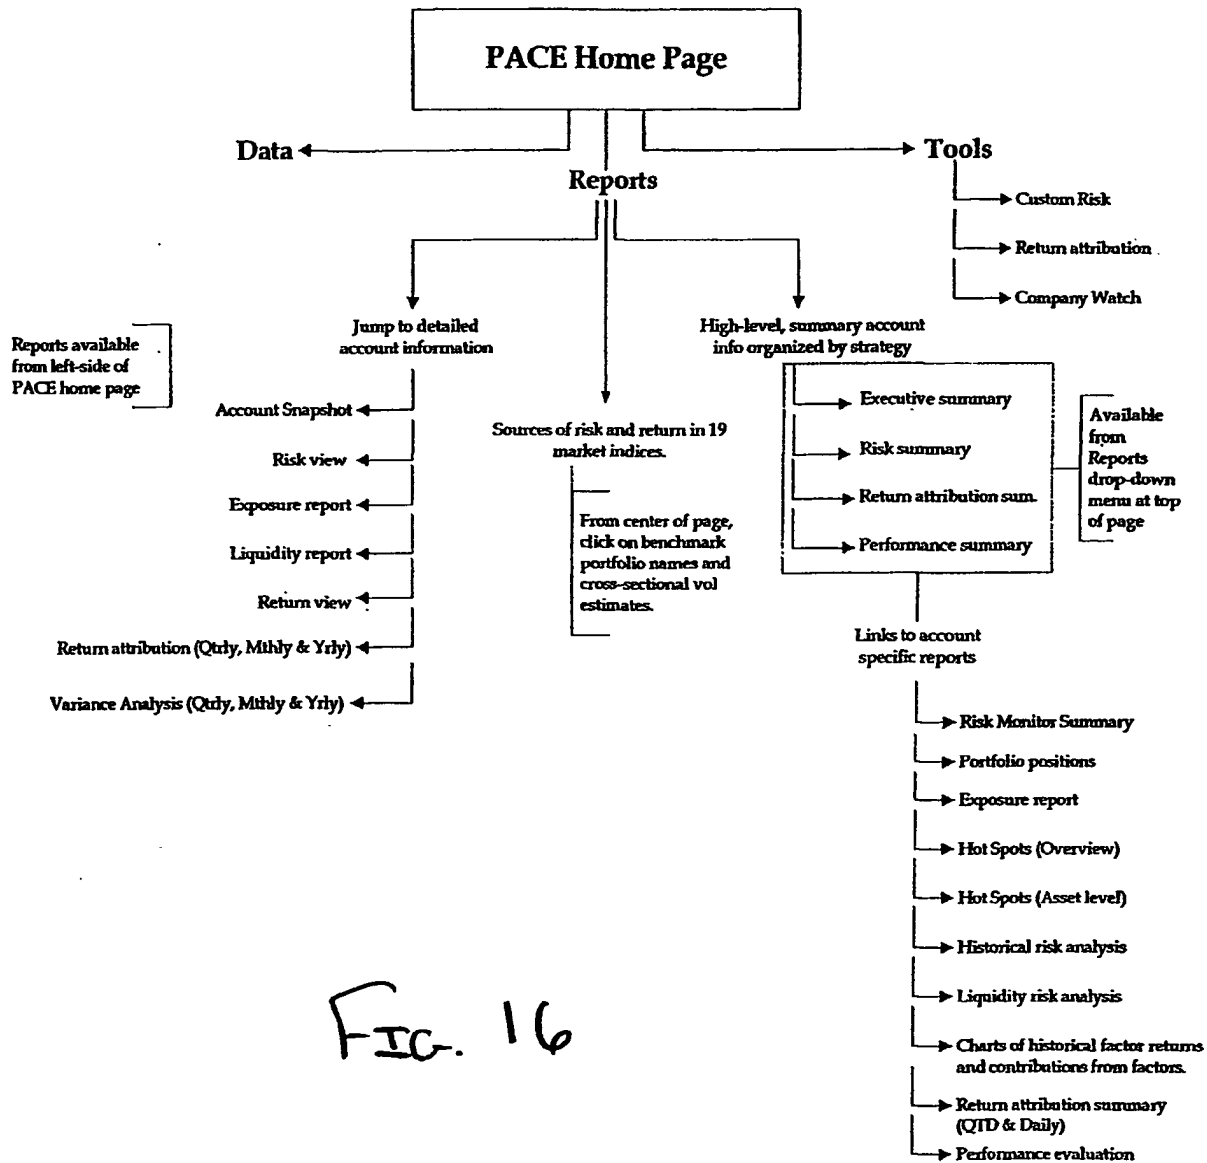 PACE Home Page
Data
Reports
Tools
Custom Risk
Return attribution
Company Watch
Reports available
from left-side of
PACE home page
Jump to detailed
account information
Account Snapshot
Risk view
Exposure report
Liquidity report
Return view
Return attribution (Qtrly, Mthly & Yrly)
Variance Analysis (Qtrly, Mthly & Yrly)
Sources of risk and return in 19
market indices.
From center of page,
click on benchmark
portfolio names and
cross-sectional vol
estimates.
High-level, summary account
info organized by strategy
Executive summary
Risk summary
Return attribution sum.
Performance summary
Available
from
Reports
drop-down
menu at top
of page
Links to account
specific reports
Risk Monitor Summary
Portfolio positions
Exposure report
Hot Spots (Overview)
Hot Spots (Asset level)
Historical risk analysis
Liquidity risk analysis
Charts of historical factor returns
and contributions from factors.
Return attribution summary
(QTD & Daily)
Performance evaluation
FIG. 16